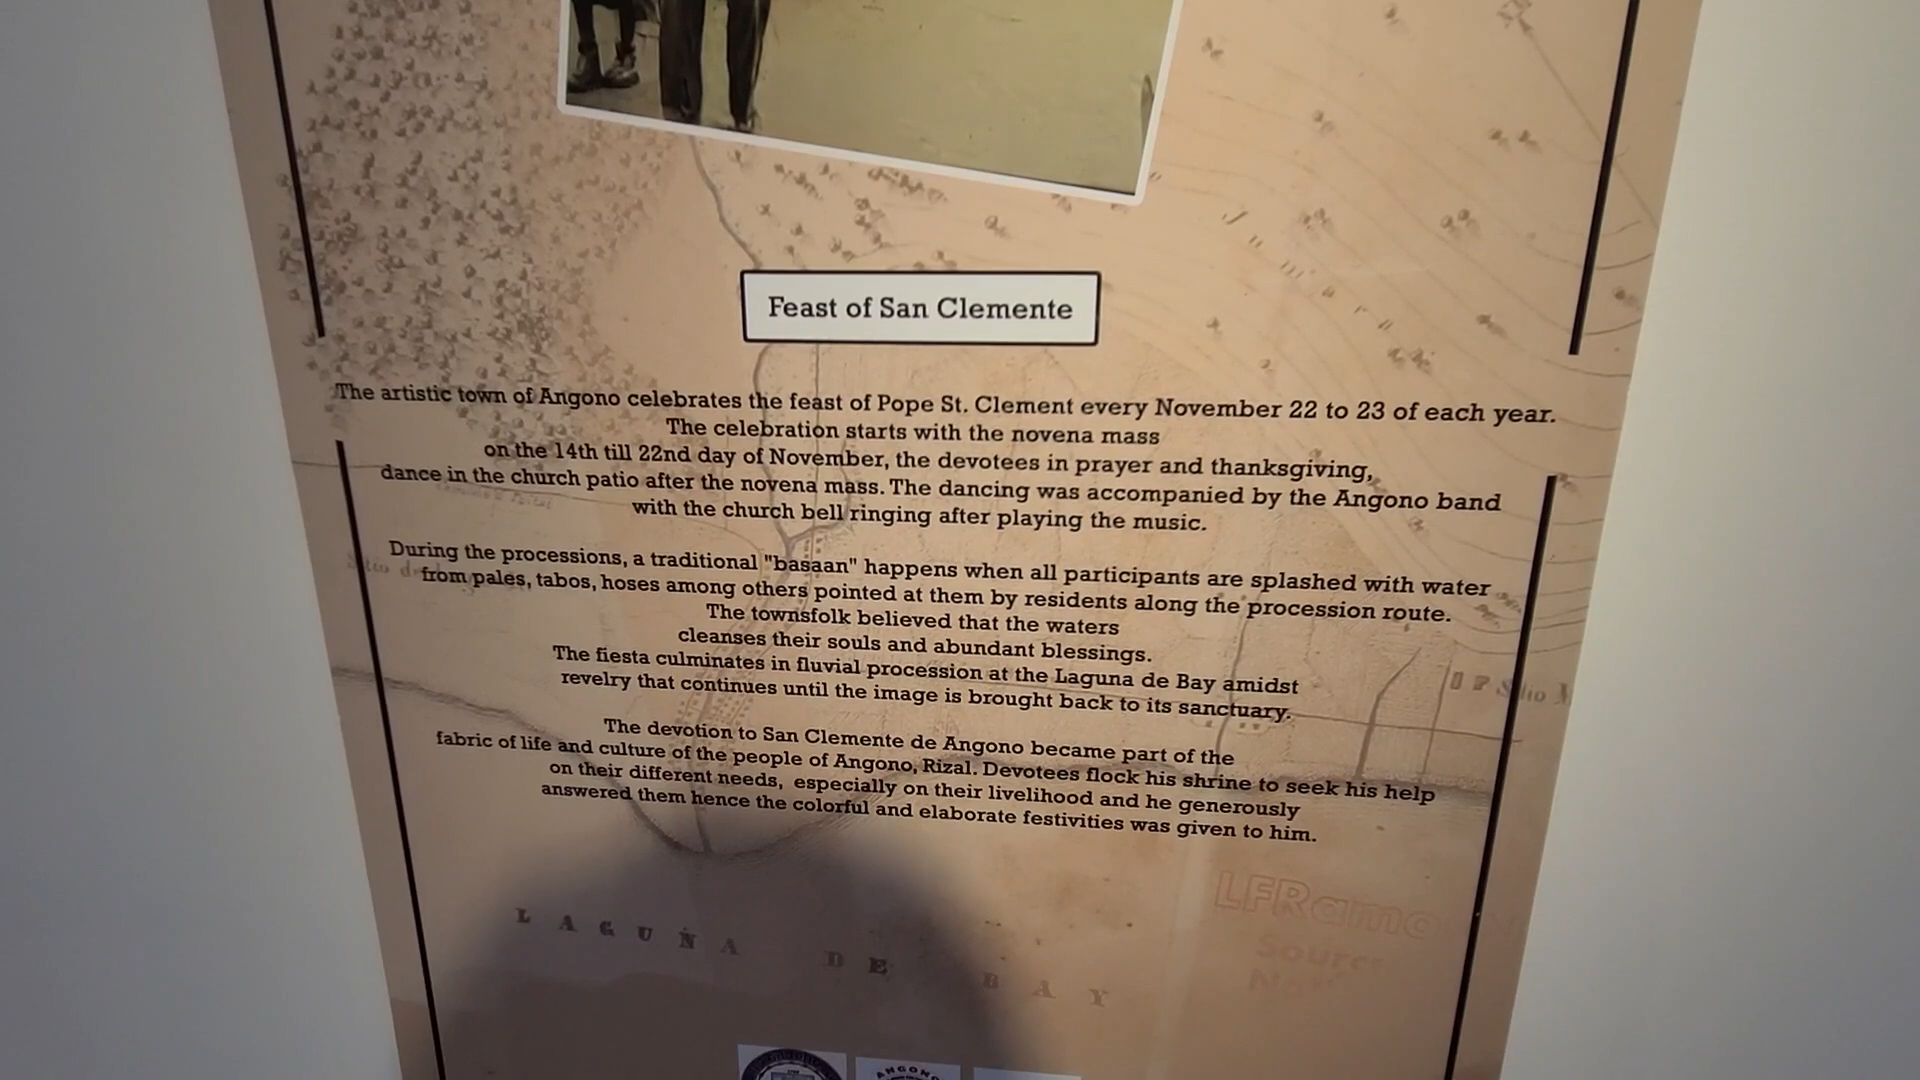 Feast of San Clemente
The artistic town of Angono celebrates the feast of Pope St. Clement every November 22 to 23 of each year.
The celebration starts with the novena mass
on the 14th till 22nd day of November, the devotees in prayer and thanksgiving,
dance in the church patio after the novena mass. The dancing was accompanied by the Angono band
with the church bell ringing after playing the music.
During the processions, a traditional "basaan" happens when all participants are splashed with water
from pales, tabos, hoses among others pointed at them by residents along the procession route.
The townsfolk believed that the waters
cleanses their souls and abundant blessings.
The fiesta culminates in fluvial procession at the Laguna de Bay amidst
revelry that continues until the image is brought back to its sanctuary.
The devotion to San Clemente de Angono became part of the
fabric of life and culture of the people of Angono, Rizal. Devotees flock his shrine to seek his help
on their different needs, especially on their livelihood and he generously
answered them hence the colorful and elaborate festivities was given to him.
LAGUNA DE BAY
ANGONO